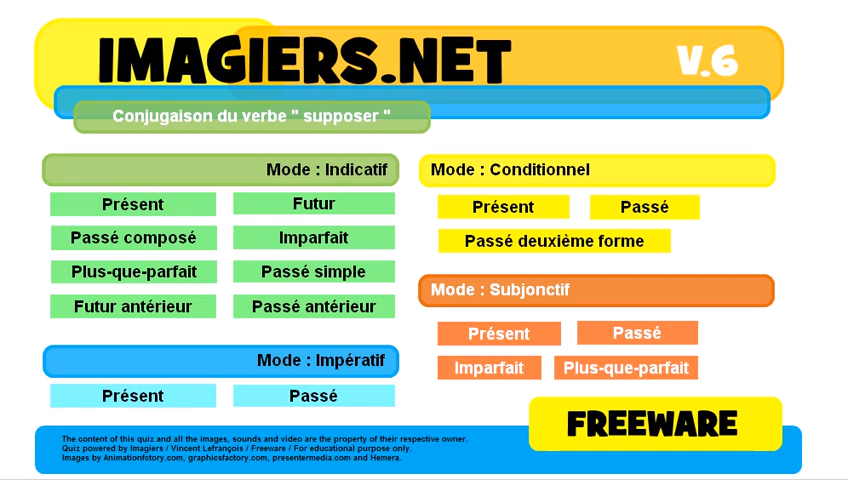 IMAGIERS.NET
V.6
Conjugaison du verbe " supposer "
Mode : Indicatif
Présent
Futur
Passé composé
Imparfait
Plus-que-parfait
Passé simple
Futur antérieur
Passé antérieur
Mode : Impératif
Présent
Passé
Mode : Conditionnel
Présent
Passé
Passé deuxième forme
Mode : Subjonctif
Présent
Passé
Imparfait
Plus-que-parfait
FREEWARE
The content of this quiz and all the images, sounds and video are the property of their respective owner.
Quiz powered by Imagiers / Vincent Lefrançois / Freeware / For educational purpose only.
Images by Animationfctory.com, graphicsfactory.com, presentermedia.com and Hemera.